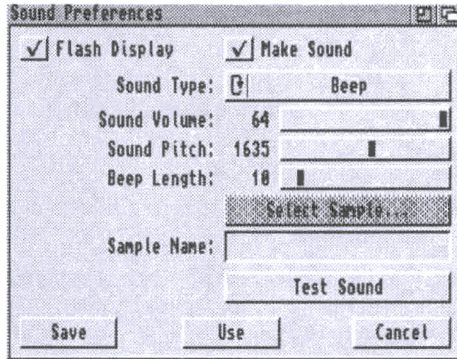 Sound Preferences
Flash Display Make Sound
Sound Type: Beep
Sound Volume: 64
Sound Pitch: 1635
Beep Length: 10
Select Sample...
Sample Name:
Test Sound
Save Use Cancel